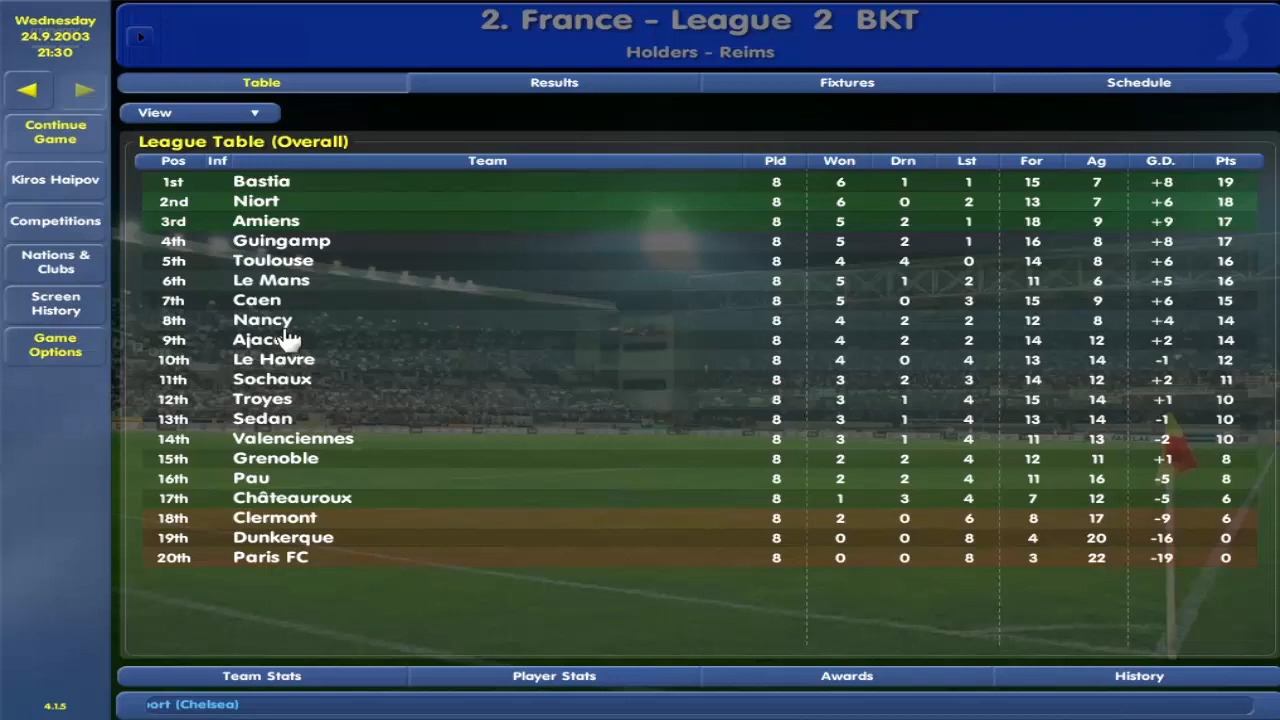 Wednesday
24.9.2003
21:30
Continue
Game
Kiros Haipov
Competitions
Nations &
Clubs
Screen
History
Game
Options
4.1.5
2. France - League 2 BKT
Holders - Reims
Table Results Fixtures Schedule
View
League Table (Overall)
Pos Inf Team Pld Won Drn Lst For Ag G.D. Pts
1st Bastia 8 6 1 1 15 7 +8 19
2nd Niort 8 6 0 2 13 7 +6 18
3rd Amiens 8 5 2 1 18 9 +9 17
4th Guingamp 8 5 2 1 16 8 +8 17
5th Toulouse 8 4 4 0 14 8 +6 16
6th Le Mans 8 5 1 2 11 6 +5 16
7th Caen 8 5 0 3 15 9 +6 15
8th Nancy 8 4 2 2 12 8 +4 14
9th 8 4 2 2 14 12 +2 14
10th Le Havre 8 4 0 4 13 14 -1 12
11th Sochaux 8 3 2 3 14 12 +2 11
12th Troyes 8 3 1 4 15 14 +1 10
13th Sedan 8 3 1 4 13 14 -1 10
14th Valenciennes 8 3 1 4 11 13 -2 10
15th Grenoble 8 2 2 4 12 11 +1 8
16th Pau 8 2 2 4 11 16 -5 8
17th Châteauroux 8 1 3 4 7 12 -5 6
18th Clermont 8 2 0 6 8 17 -9 6
19th Dunkerque 8 0 0 8 4 20 -16 0
20th Paris FC 8 0 0 8 3 22 -19 0
Team Stats Player Stats Awards History
ort (Chelsea)